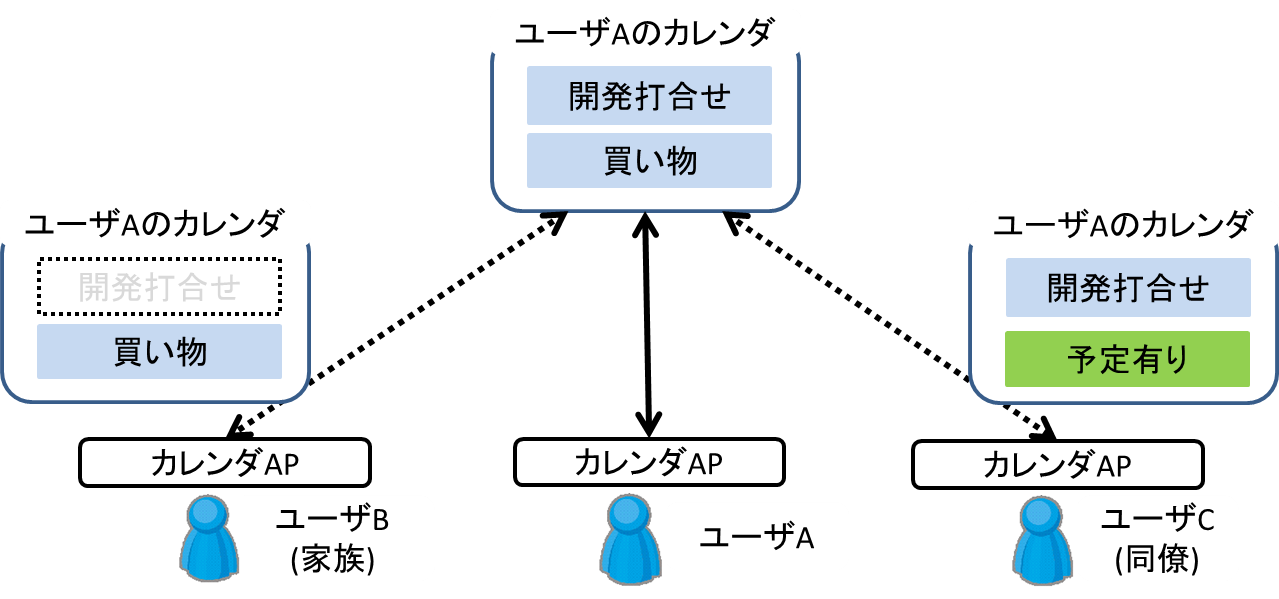 ユーザAのカレンダ
開発打合せ
買い物
ユーザAのカレンダ
開発打合せ
買い物
ユーザAのカレンダ
開発打合せ
予定有り
カレンダAP
カレンダAP
カレンダAP
ユーザB
(家族)
ユーザA
ユーザC
(同僚)